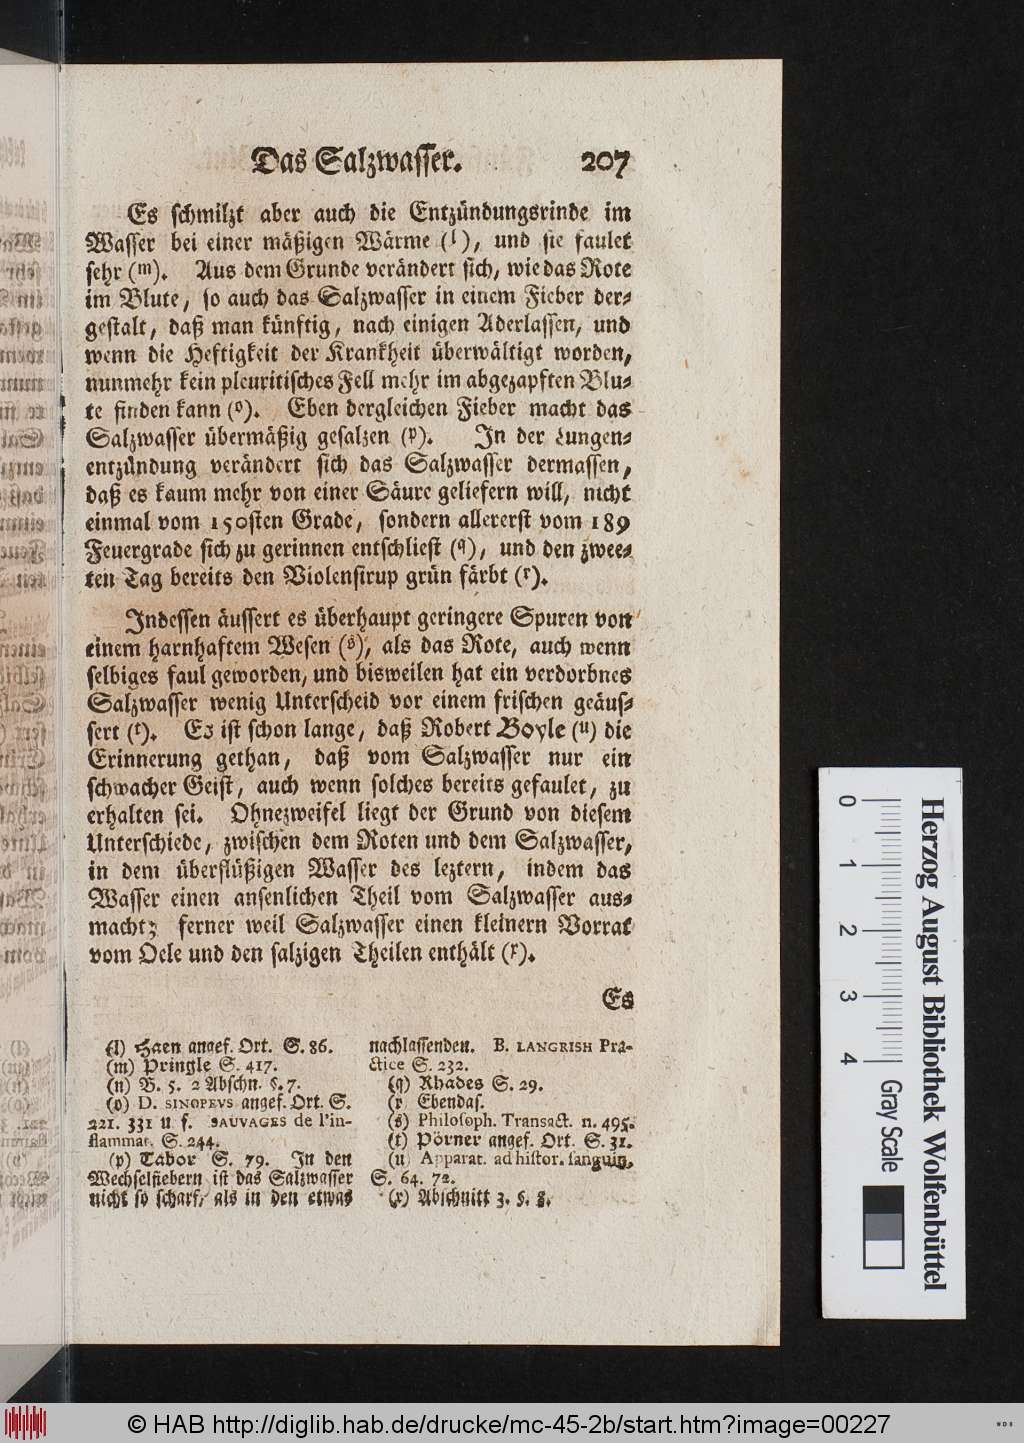 Das Salzwasser. 207
Es schmilzt aber auch die Entzündungsrinde im
Wasser bei einer mäßigen Wärme (l), und sie faulet
sehr (m). Aus dem Grunde verändert sich, wie das Rote
im Blute, so auch das Salzwasser in einem Fieber der-
gestalt, daß man künftig, nach einigen Aderlassen, und
wenn die Heftigkeit der Krankheit überwältigt worden,
nunmehr kein pleuritisches Fell mehr im abgezapften Blu-
te finden kann (o). Eben dergleichen Fieber macht das
Salzwasser übermäßig gesalzen (p). In der Lungen-
entzündung verändert sich das Salzwasser dermassen,
daß es kaum mehr von einer Säure geliefern will, nicht
einmal vom 150sten Grade, sondern allererst vom 189
Feuergrade sich zu gerinnen entschliest (q), und den zwee-
ten Tag bereits den Violensirup grün färbt (r).
Indessen äussert es überhaupt geringere Spuren von
einem harnhaftem Wesen (s), als das Rote, auch wenn
selbiges faul geworden, und bisweilen hat ein verdorbnes
Salzwasser wenig Unterscheid vor einem frischen geäus-
sert (t). Es ist schon lange, daß Robert Boyle (u) die
Erinnerung gethan, daß vom Salzwasser nur ein
schwacher Geist, auch wenn solches bereits gefaulet, zu
erhalten sei. Ohnezweifel liegt der Grund von diesem
Unterschiede, zwischen dem Roten und dem Salzwasser,
in dem überflüßigen Wasser des leztern, indem das
Wasser einen ansenlichen Theil vom Salzwasser aus-
macht; ferner weil Salzwasser einen kleinern Vorrat
vom Oele und den salzigen Theilen enthält (x).
Es
(l) Haen angef. Ort. S. 86.
(m) Pringle S. 417.
(n) B. 5. 2 Abschn. §. 7.
(o) D. SINOPEVS angef. Ort. S.
221. 331 u f. SAUVAGES de l'in-
flammat. S. 244.
(p) Tabor S. 79. In den
Wechselfiebern ist das Salzwasser
nicht so scharf, als in den etwas
nachlassenden. B. LANGRISH Pra-
ctice S. 232.
(q) Rhades S. 29.
(r Ebendas.
(s) Philosoph. Transact. n. 495.
(t) Pörner angef. Ort. S. 31.
(u) Apparat. ad histor. sanguin.
S. 64. 72.
(x) Abschnitt 3. §. 8.
0 1 2 3 4
Herzog August Bibliothek Wolfenbüttel
Gray Scale
© HAB http://diglib.hab.de/drucke/mc-45-2b/start.htm?image=00227